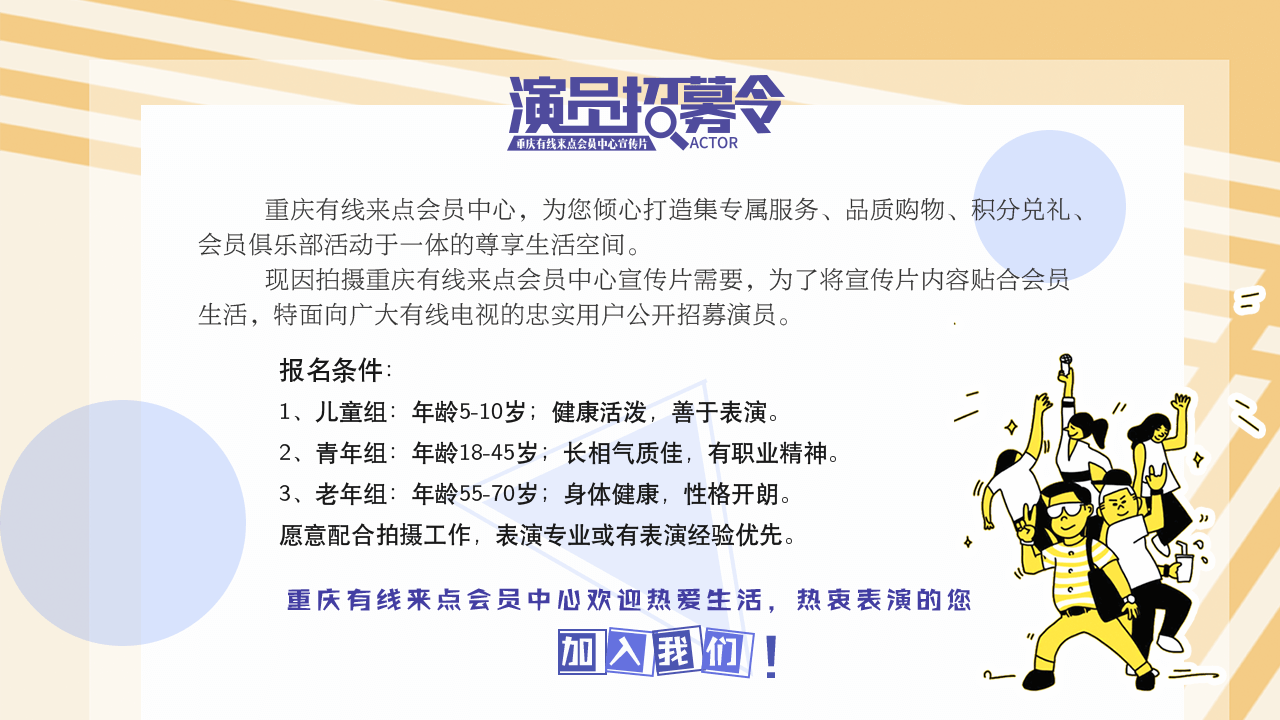 演员招募令
重庆有线来点会员中心宣传片
ACTOR
重庆有线来点会员中心，为您倾心打造集专属服务、品质购物、积分兑礼、
会员俱乐部活动于一体的尊享生活空间。
现因拍摄重庆有线来点会员中心宣传片需要，为了将宣传片内容贴合会员
生活，特面向广大有线电视的忠实用户公开招募演员。
报名条件：
1、儿童组：年龄5-10岁；健康活泼，善于表演。
2、青年组：年龄18-45岁；长相气质佳，有职业精神。
3、老年组：年龄55-70岁；身体健康，性格开朗。
愿意配合拍摄工作，表演专业或有表演经验优先。
重庆有线来点会员中心欢迎热爱生活，热衷表演的您
加入我们！